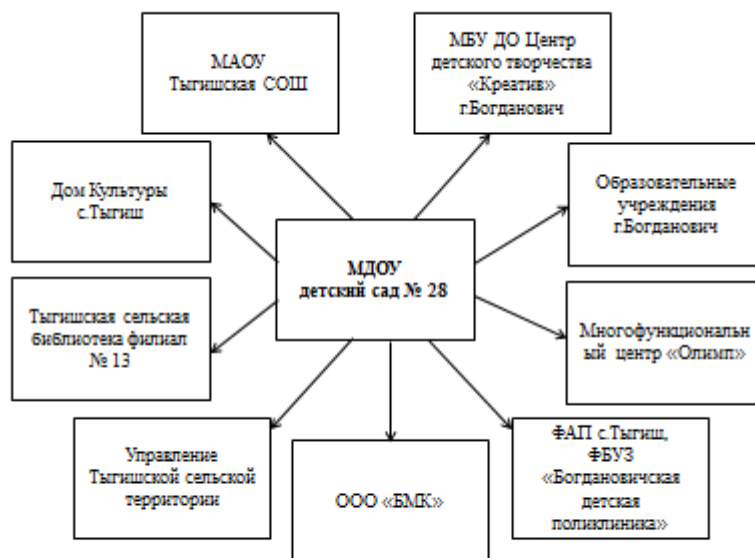 МАОУ
Тыгишская СОШ
МБУ ДО Центр
детского творчества
«Креатив»
г.Богданович
Дом Культуры
с.Тыгиш
Образовательные
учреждения
г.Богданович
МДОУ
детский сад № 28
Тыгишская сельская
библиотека филиал
№ 13
Многофункциональн
ый центр «Олимп»
Управление
Тыгишской сельской
территории
ООО «БМК»
ФАП с.Тыгиш,
ФБУЗ
«Богдановичская
детская
поликлиника»